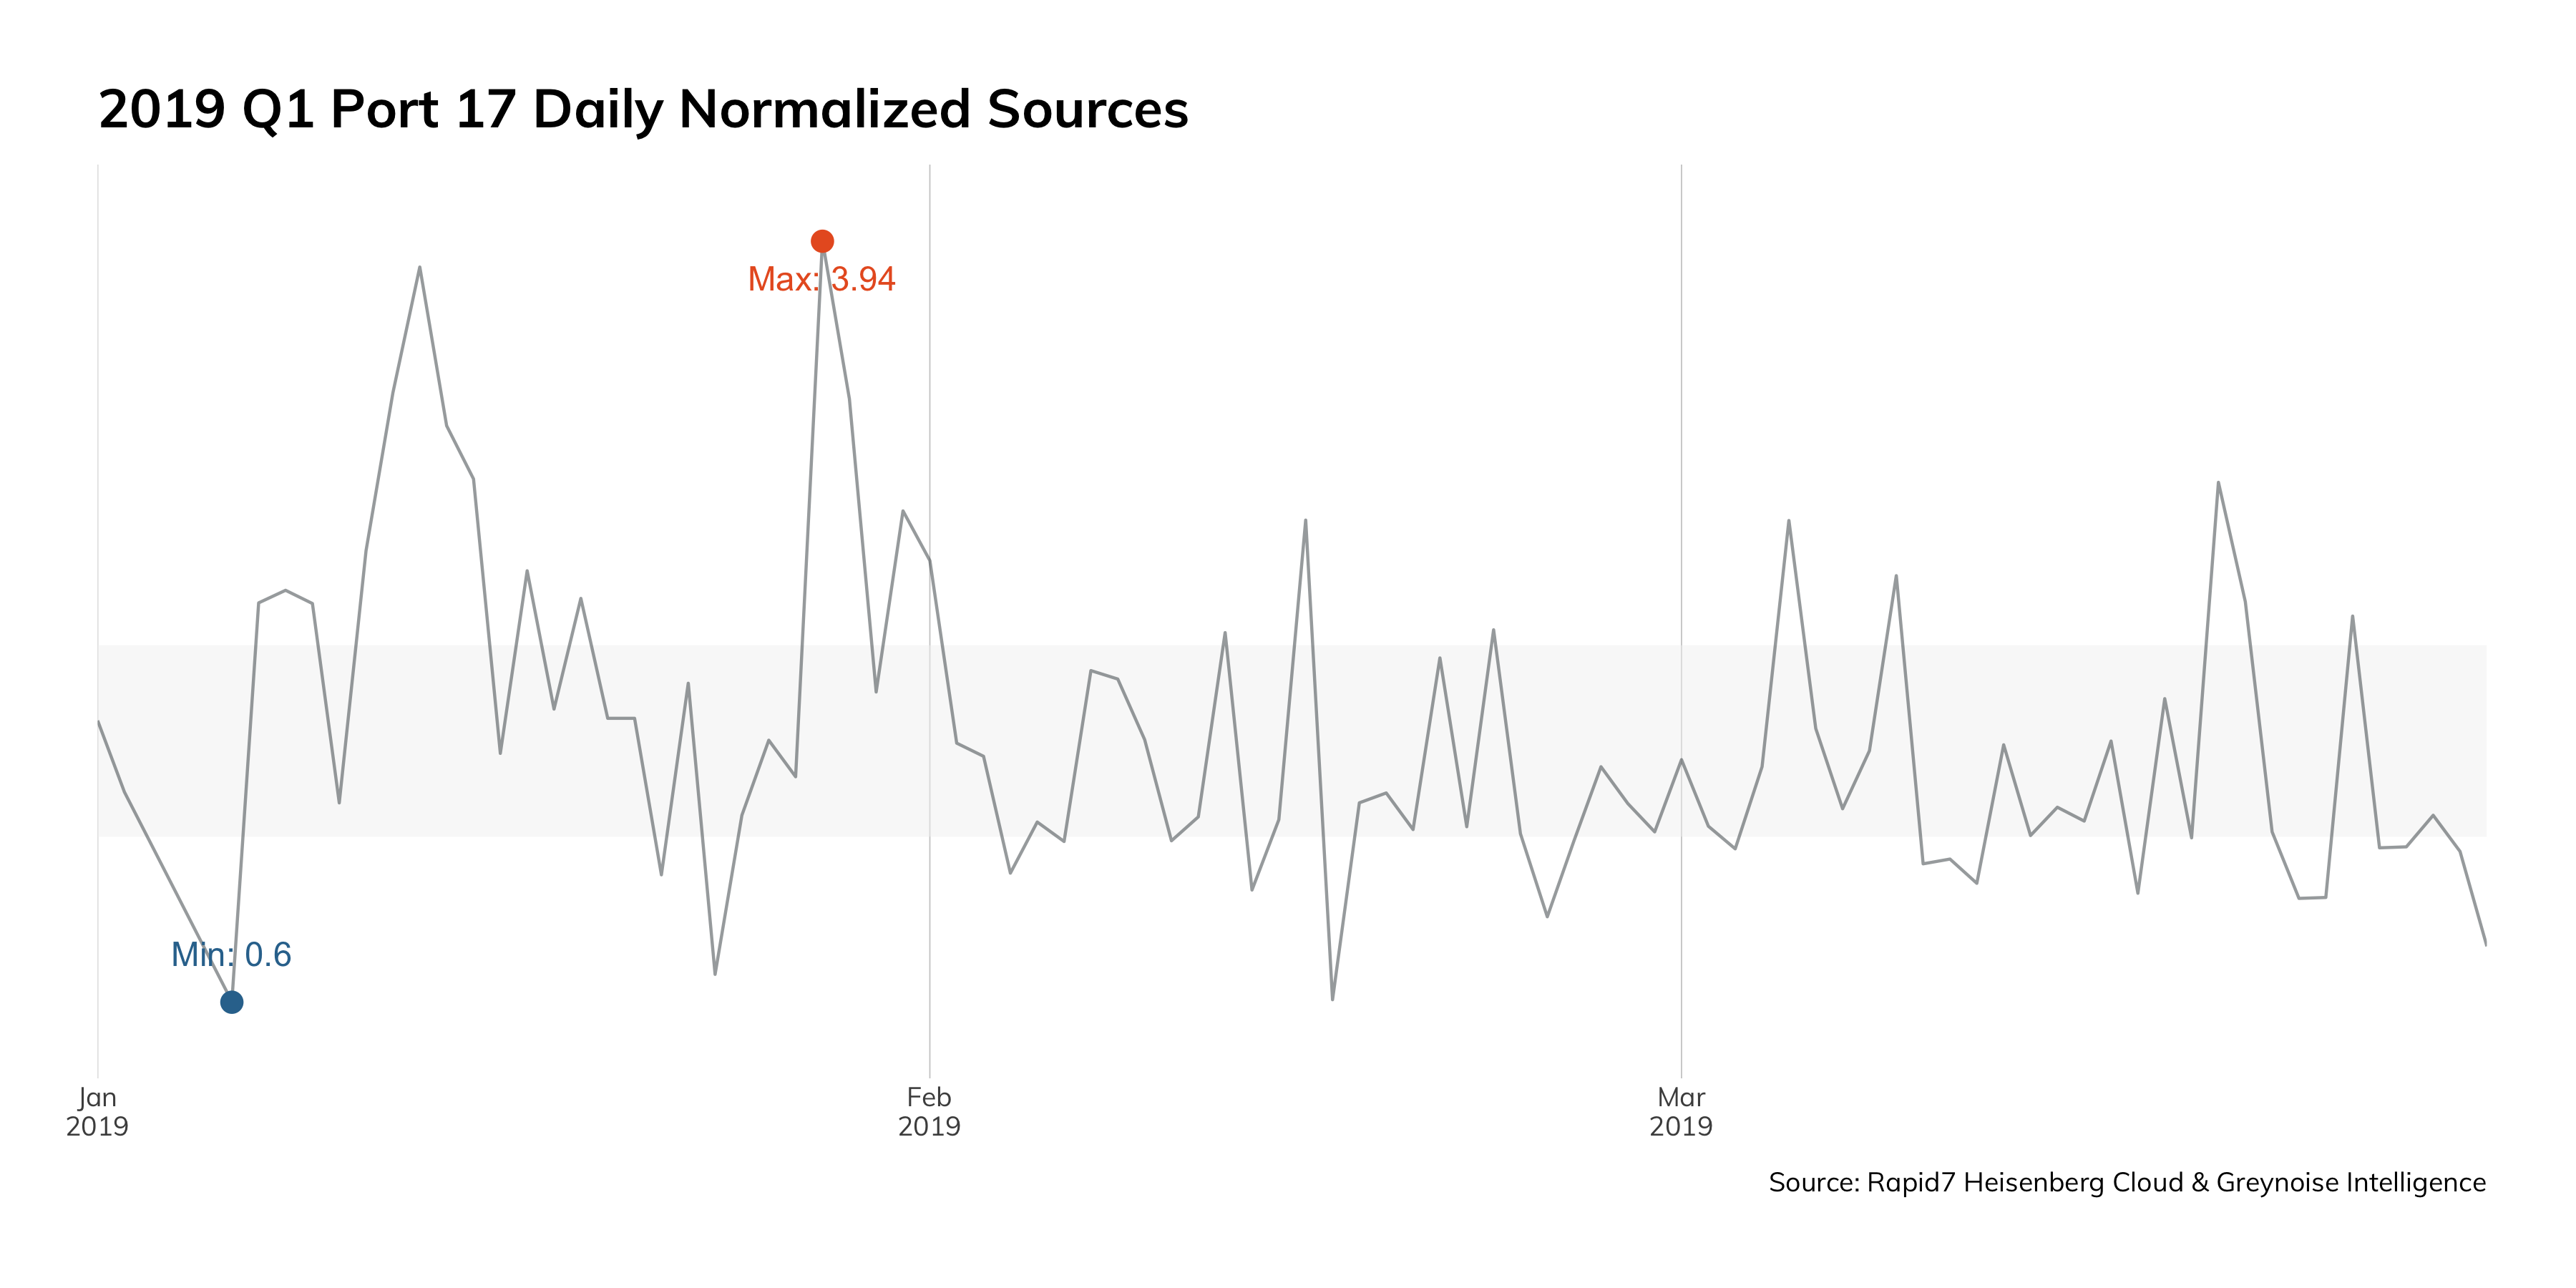 2019 Q1 Port 17 Daily Normalized Sources
Max: 3.94
Min: 0.6
Jan
2019
Feb
2019
Mar
2019
Source: Rapid7 Heisenberg Cloud & Greynoise Intelligence